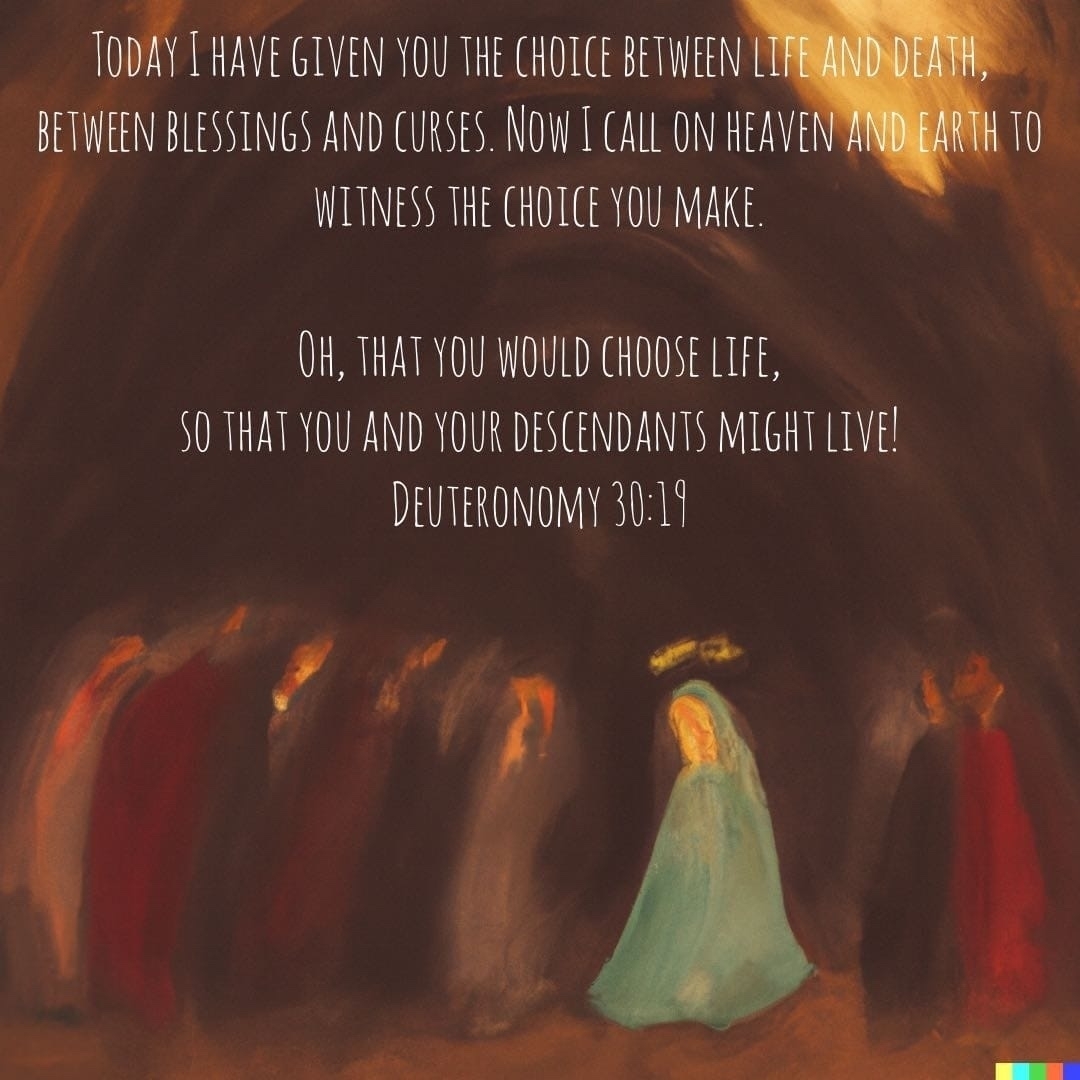 Today I have given you the choice between life and death,
between blessings and curses. Now I call on heaven and earth to
witness the choice you make.
Oh, that you would choose life,
so that you and your descendants might live!
Deuteronomy 30:19